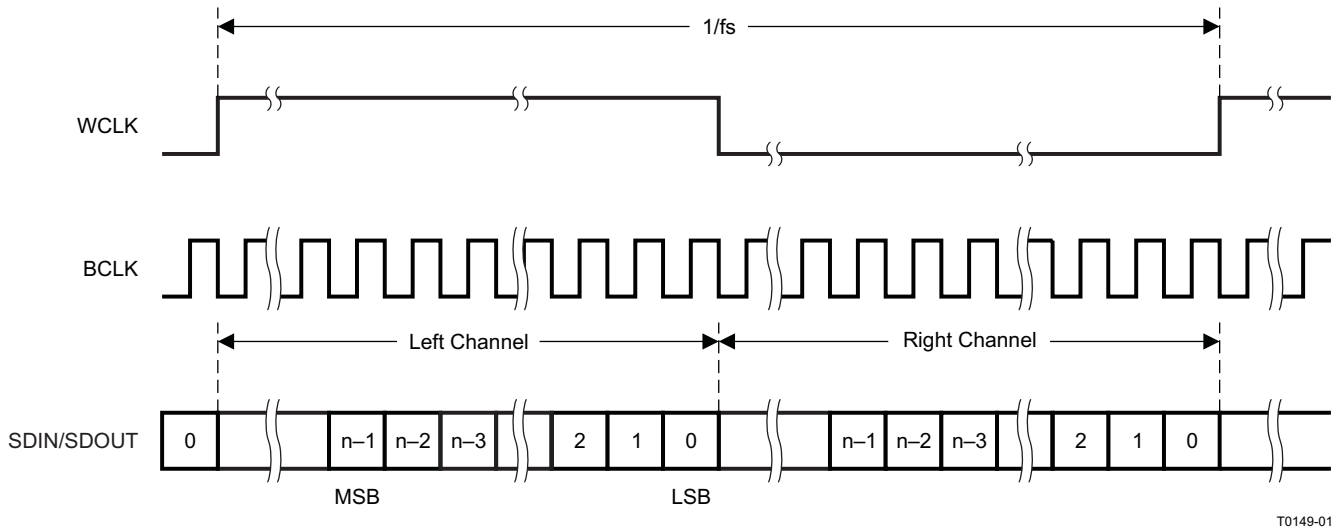 1/fs
WCLK
BCLK
Left Channel
Right Channel
SDIN/SDOUT 0 n–1 n–2 n–3 2 1 0 n–1 n–2 n–3 2 1 0
MSB LSB
T0149-01